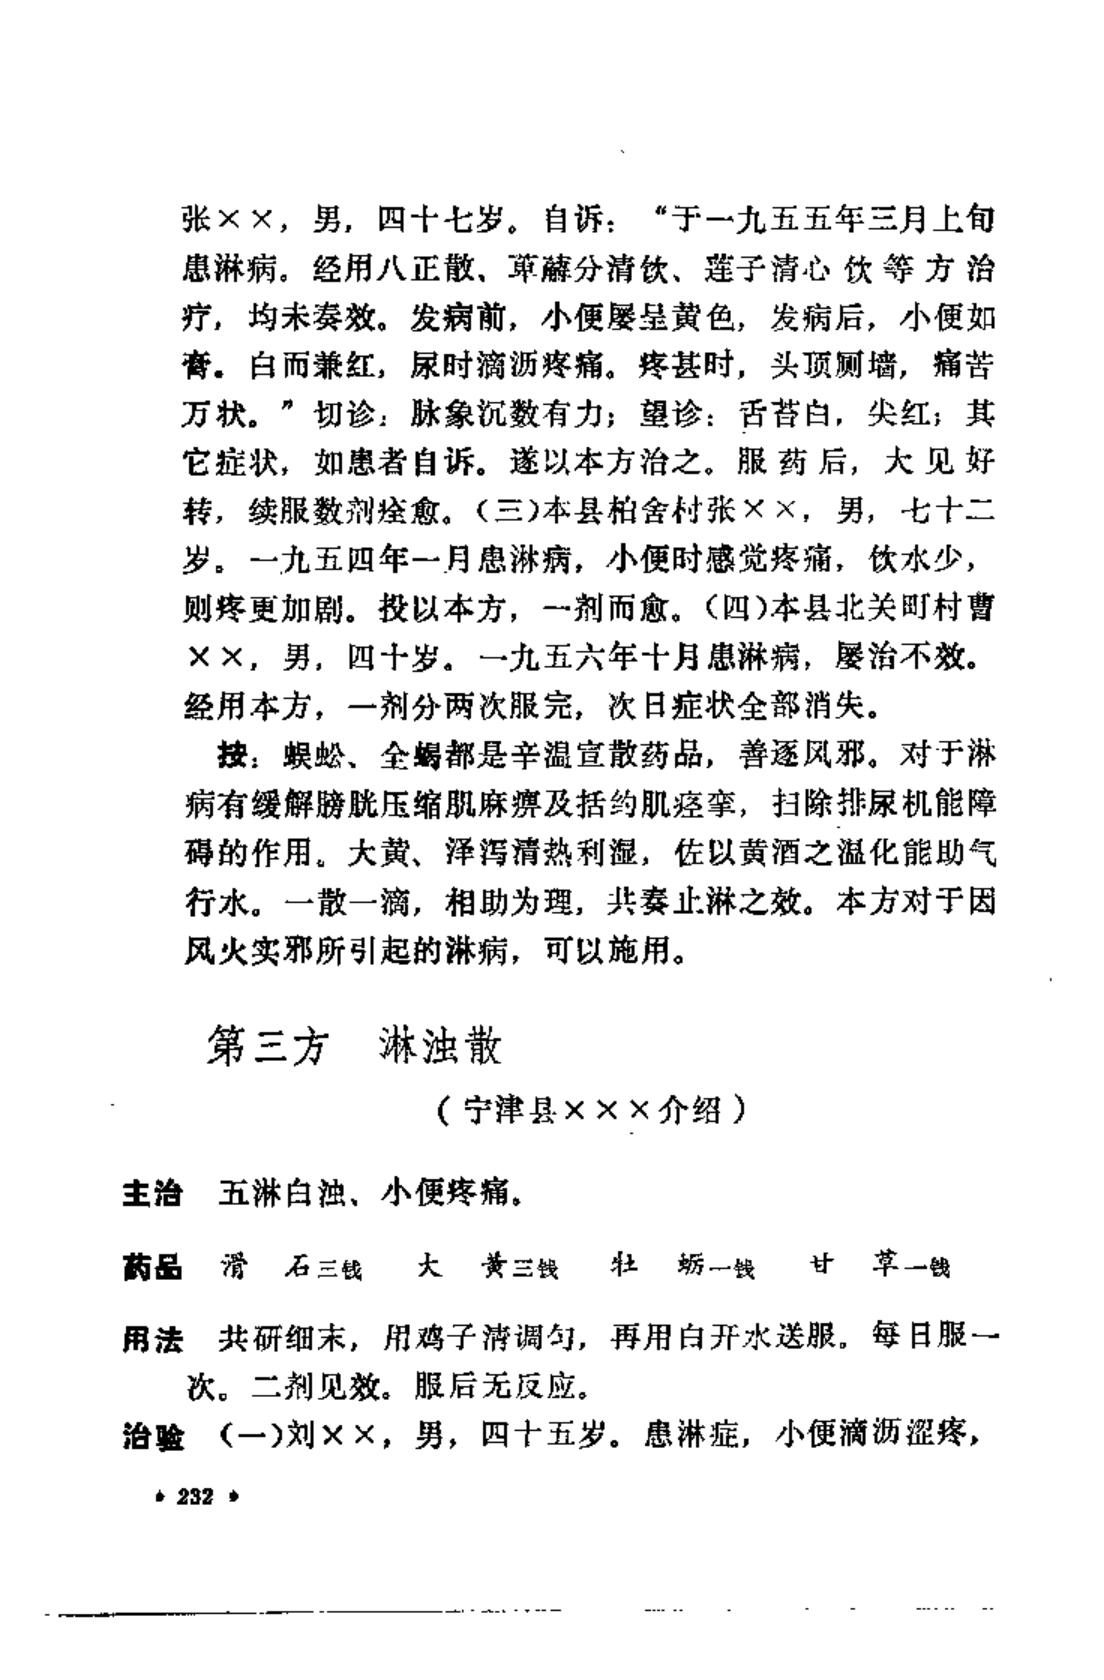 张××，男，四十七岁。自诉：“于一九五五年三月上旬
患淋病。经用八正散、萆薢分清饮、莲子清心饮等方治
疗，均未奏效。发病前，小便屡呈黄色，发病后，小便如
膏。白而兼红，尿时滴沥疼痛。疼甚时，头顶厕墙，痛苦
万状。”切诊：脉象沉数有力；望诊：舌苔白，尖红；其
它症状，如患者自诉。遂以本方治之。服药后，大见好
转，续服数剂痊愈。（三）本县柏舍村张××，男，七十二
岁。一九五四年一月患淋病，小便时感觉疼痛，饮水少，
则疼更加剧。投以本方，一剂而愈。（四）本县北关町村曹
××，男，四十岁。一九五六年十月患淋病，屡治不效。
经用本方，一剂分两次服完，次日症状全部消失。
按：蜈蚣、全蝎都是辛温宣散药品，善逐风邪。对于淋
病有缓解膀胱压缩肌麻痹及括约肌痉挛，扫除排尿机能障
碍的作用。大黄、泽泻清热利湿，佐以黄酒之温化能助气
行水。一散一滴，相助为理，共奏止淋之效。本方对于因
风火实邪所引起的淋病，可以施用。
第三方 淋浊散
（宁津县×××介绍）
主治 五淋白浊、小便疼痛。
药品 滑石三钱 大黄三钱 牡蛎一钱 甘草一钱
用法 共研细末，用鸡子清调匀，再用白开水送服。每日服一
次。二剂见效。服后无反应。
治验 （一）刘××，男，四十五岁。患淋症，小便滴沥涩疼，
• 232 •